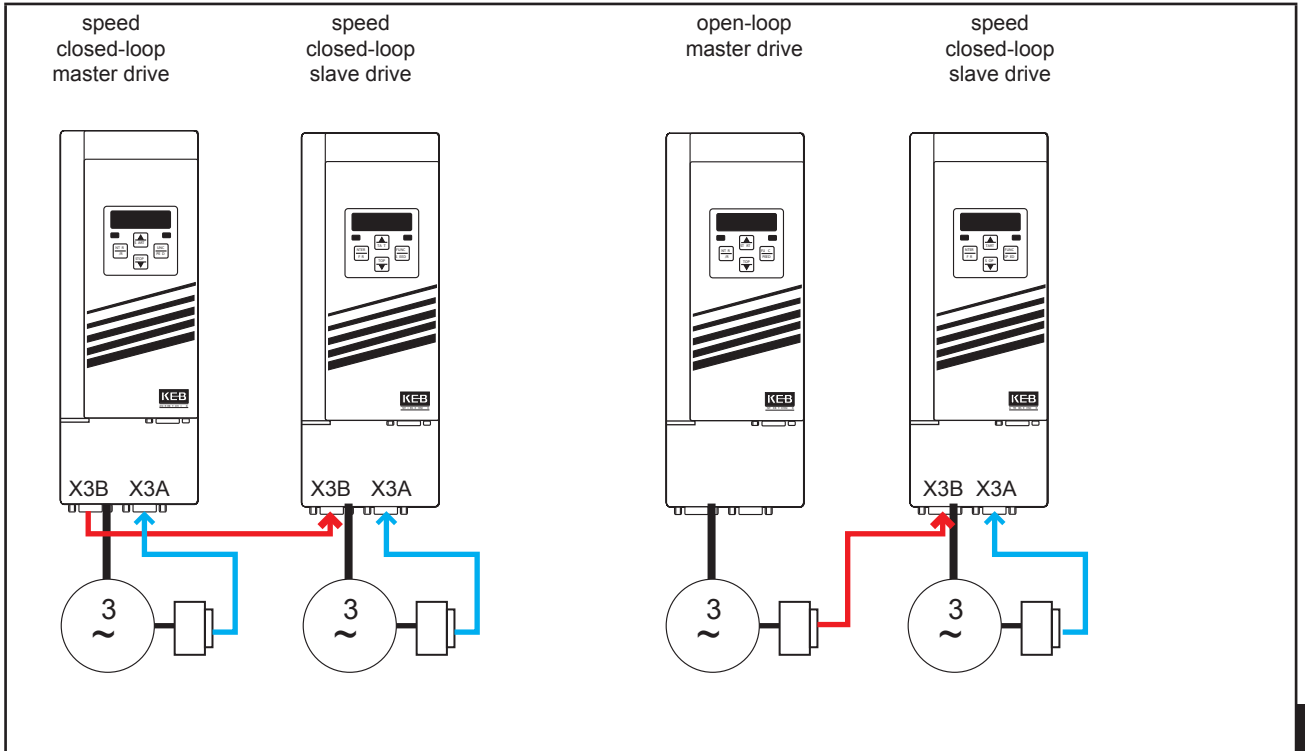 speed
closed-loop
master drive
speed
closed-loop
slave drive
open-loop
master drive
speed
closed-loop
slave drive
KEB
KEB
KEB
KEB
X3B X3A
X3B X3A
X3B X3A
3
~
3
~
3
~
3
~